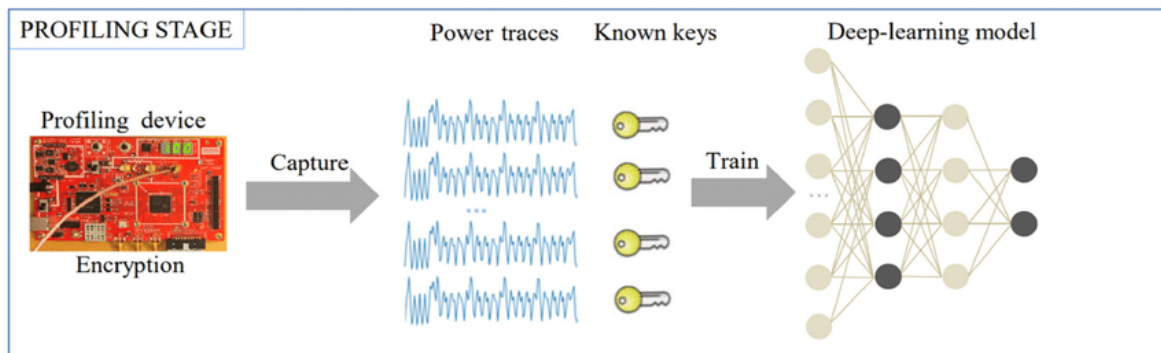 PROFILING STAGE
Power traces
Known keys
Deep-learning model
Profiling device
Capture
Train
...
...
Encryption